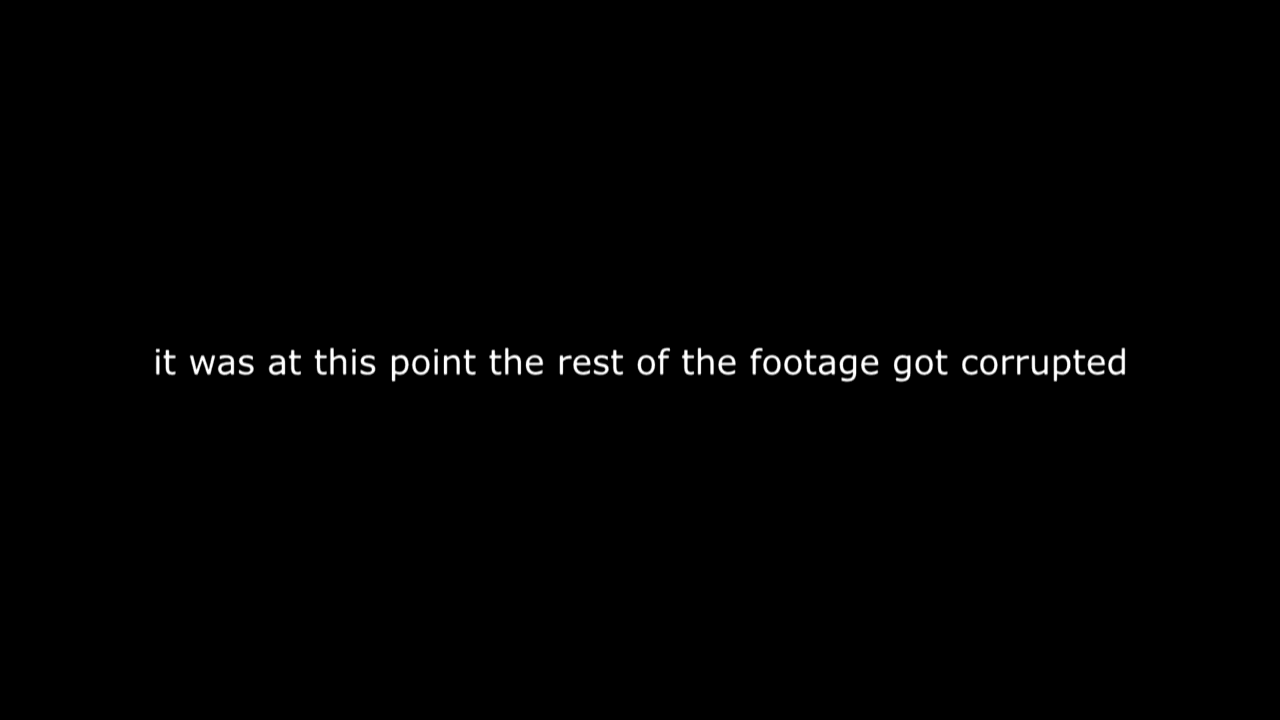 it was at this point the rest of the footage got corrupted